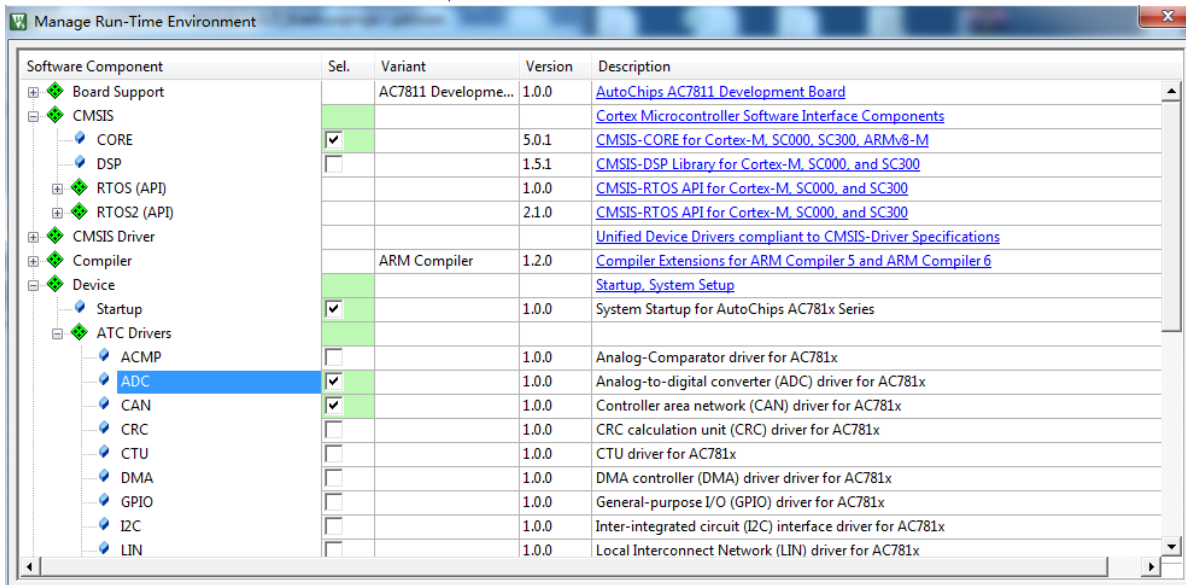 Manage Run-Time Environment
Software Component Sel. Variant Version Description
Board Support AC7811 Developme... 1.0.0 AutoChips AC7811 Development Board
CMSIS Cortex Microcontroller Software Interface Components
CORE 5.0.1 CMSIS-CORE for Cortex-M, SC000, SC300, ARMv8-M
DSP 1.5.1 CMSIS-DSP Library for Cortex-M, SC000, and SC300
RTOS (API) 1.0.0 CMSIS-RTOS API for Cortex-M, SC000, and SC300
RTOS2 (API) 2.1.0 CMSIS-RTOS API for Cortex-M, SC000, and SC300
CMSIS Driver Unified Device Drivers compliant to CMSIS-Driver Specifications
Compiler ARM Compiler 1.2.0 Compiler Extensions for ARM Compiler 5 and ARM Compiler 6
Device Startup, System Setup
Startup 1.0.0 System Startup for AutoChips AC781x Series
ATC Drivers
ACMP 1.0.0 Analog-Comparator driver for AC781x
ADC 1.0.0 Analog-to-digital converter (ADC) driver for AC781x
CAN 1.0.0 Controller area network (CAN) driver for AC781x
CRC 1.0.0 CRC calculation unit (CRC) driver for AC781x
CTU 1.0.0 CTU driver for AC781x
DMA 1.0.0 DMA controller (DMA) driver driver for AC781x
GPIO 1.0.0 General-purpose I/O (GPIO) driver for AC781x
I2C 1.0.0 Inter-integrated circuit (I2C) interface driver for AC781x
LIN 1.0.0 Local Interconnect Network (LIN) driver for AC781x